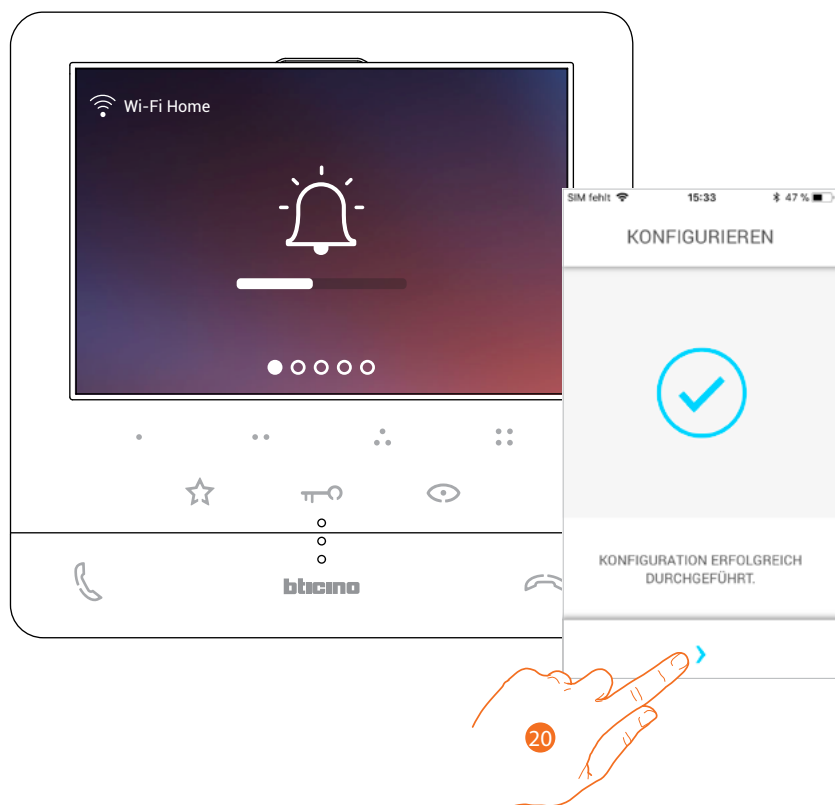 Wi-Fi Home
SIM fehlt 15:33 47 %
KONFIGURIEREN
KONFIGURATION ERFOLGREICH
DURCHGEFÜHRT.
bticino
20